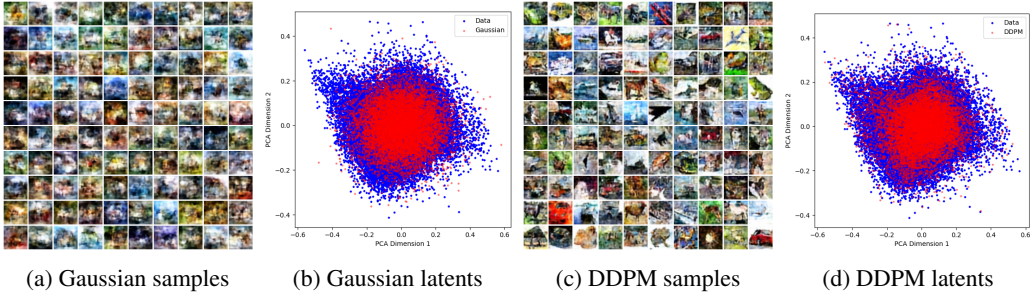 Data
Gaussian
PCA Dimension 2
0.4
0.2
0.0
−0.2
−0.4
−0.6 −0.4 −0.2 0.0 0.2 0.4 0.6
PCA Dimension 1
Data
DDPM
PCA Dimension 2
0.4
0.2
0.0
−0.2
−0.4
−0.6 −0.4 −0.2 0.0 0.2 0.4 0.6
PCA Dimension 1
(a) Gaussian samples
(b) Gaussian latents
(c) DDPM samples
(d) DDPM latents